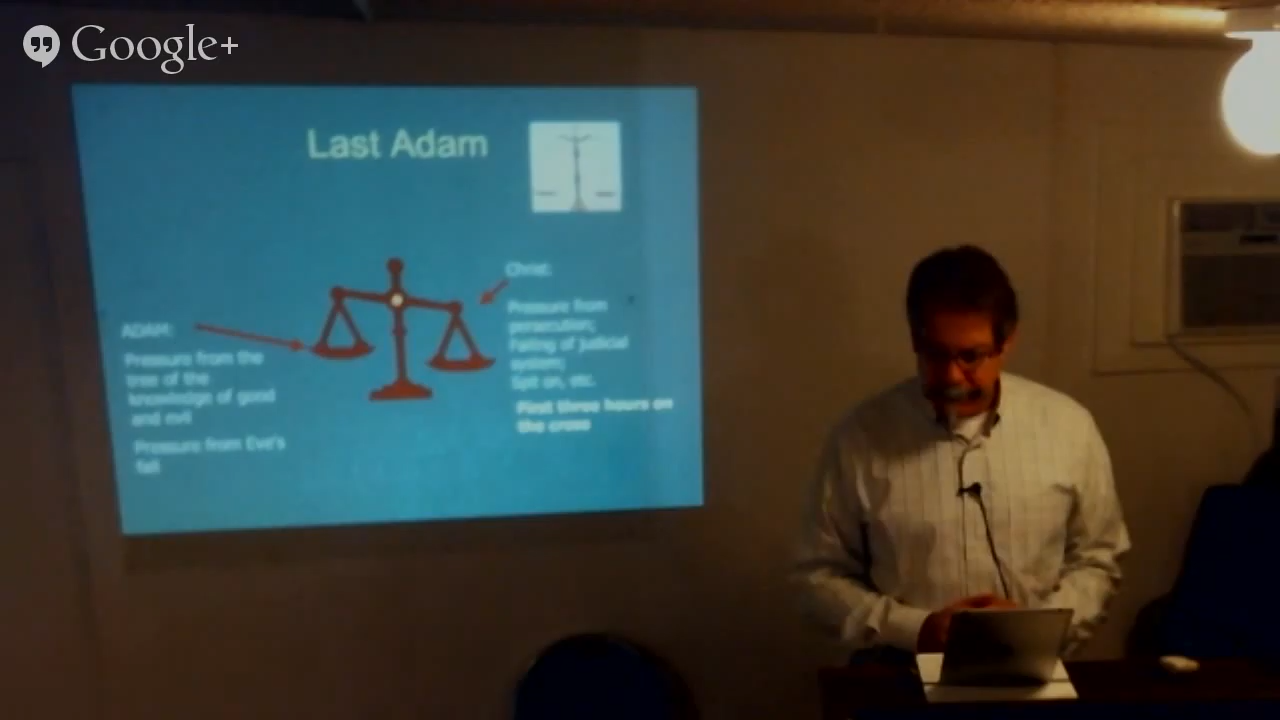 Google+
Last Adam
Christ:
Pressure from
persecution;
Failing of judicial
system;
Spit on, etc.
First three hours on
the cross
ADAM:
Pressure from the
tree of the
knowledge of good
and evil
Pressure from Eve's
fall